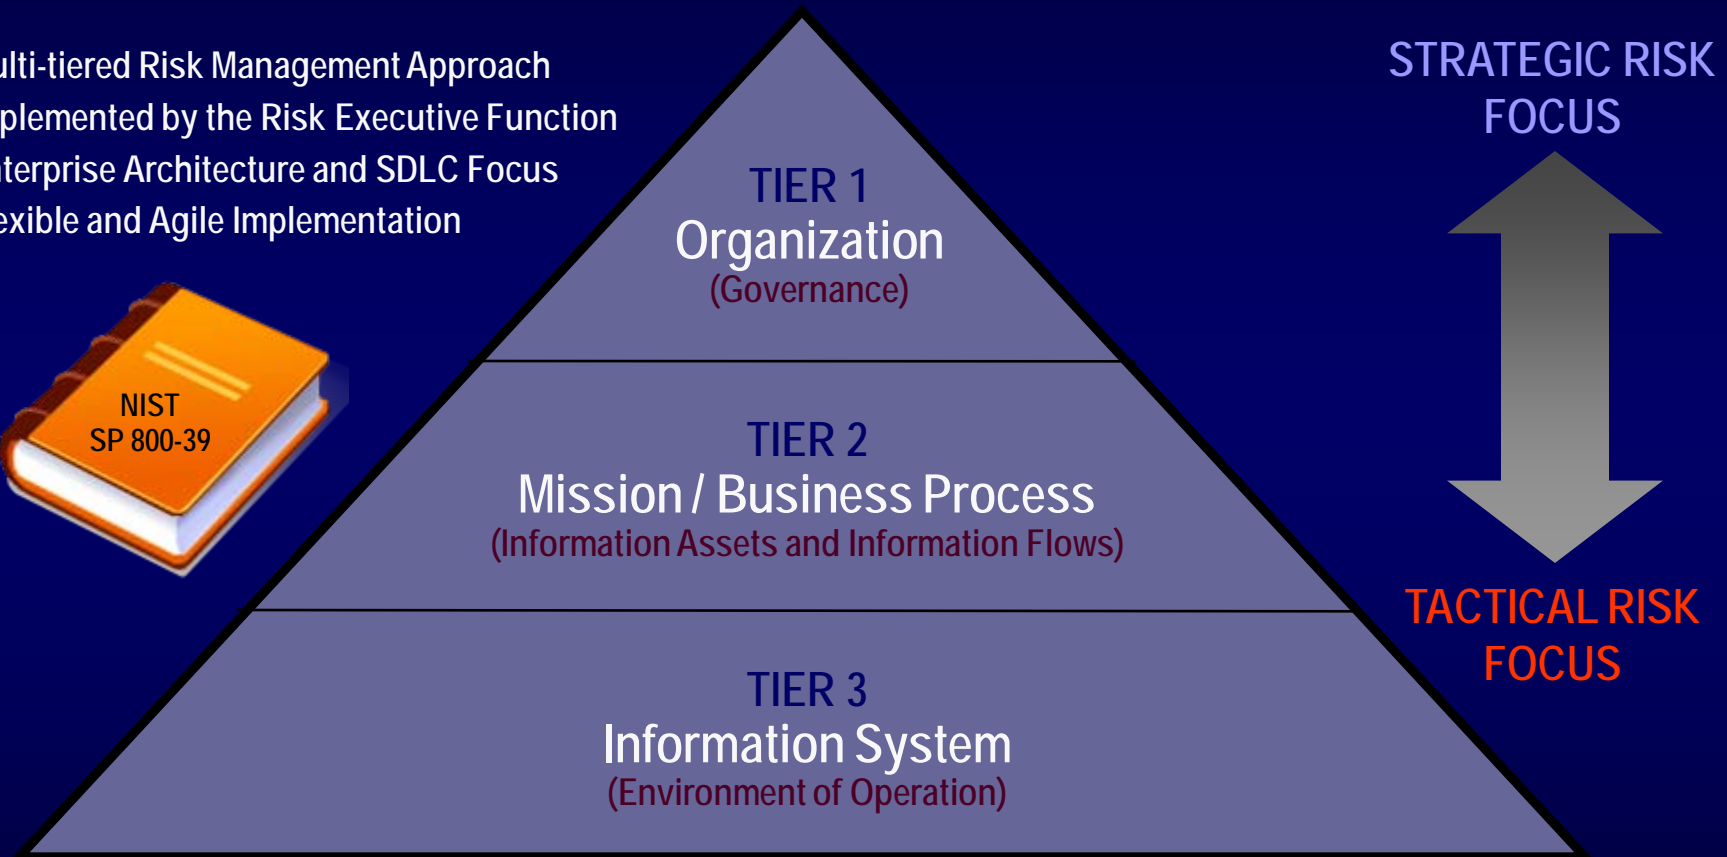 ulti-tiered Risk Management Approach
plemented by the Risk Executive Function
nterprise Architecture and SDLC Focus
exible and Agile Implementation
NIST
SP 800-39
TIER 1
Organization
(Governance)
TIER 2
Mission / Business Process
(Information Assets and Information Flows)
TIER 3
Information System
(Environment of Operation)
STRATEGIC RISK
FOCUS
TACTICAL RISK
FOCUS